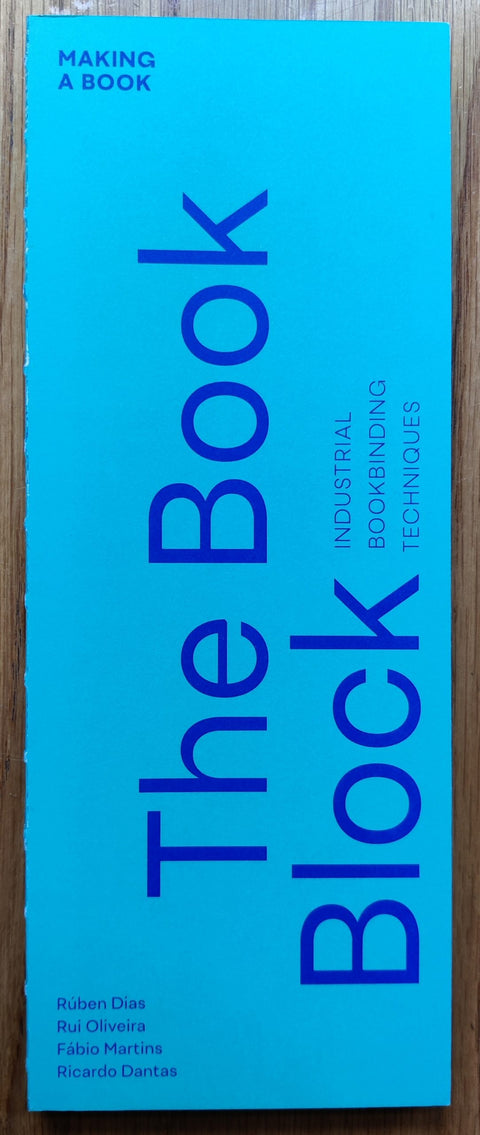 MAKING
A BOOK
The Book
Block
INDUSTRIAL
BOOKBINDING
TECHNIQUES
Rúben Dias
Rui Oliveira
Fábio Martins
Ricardo Dantas